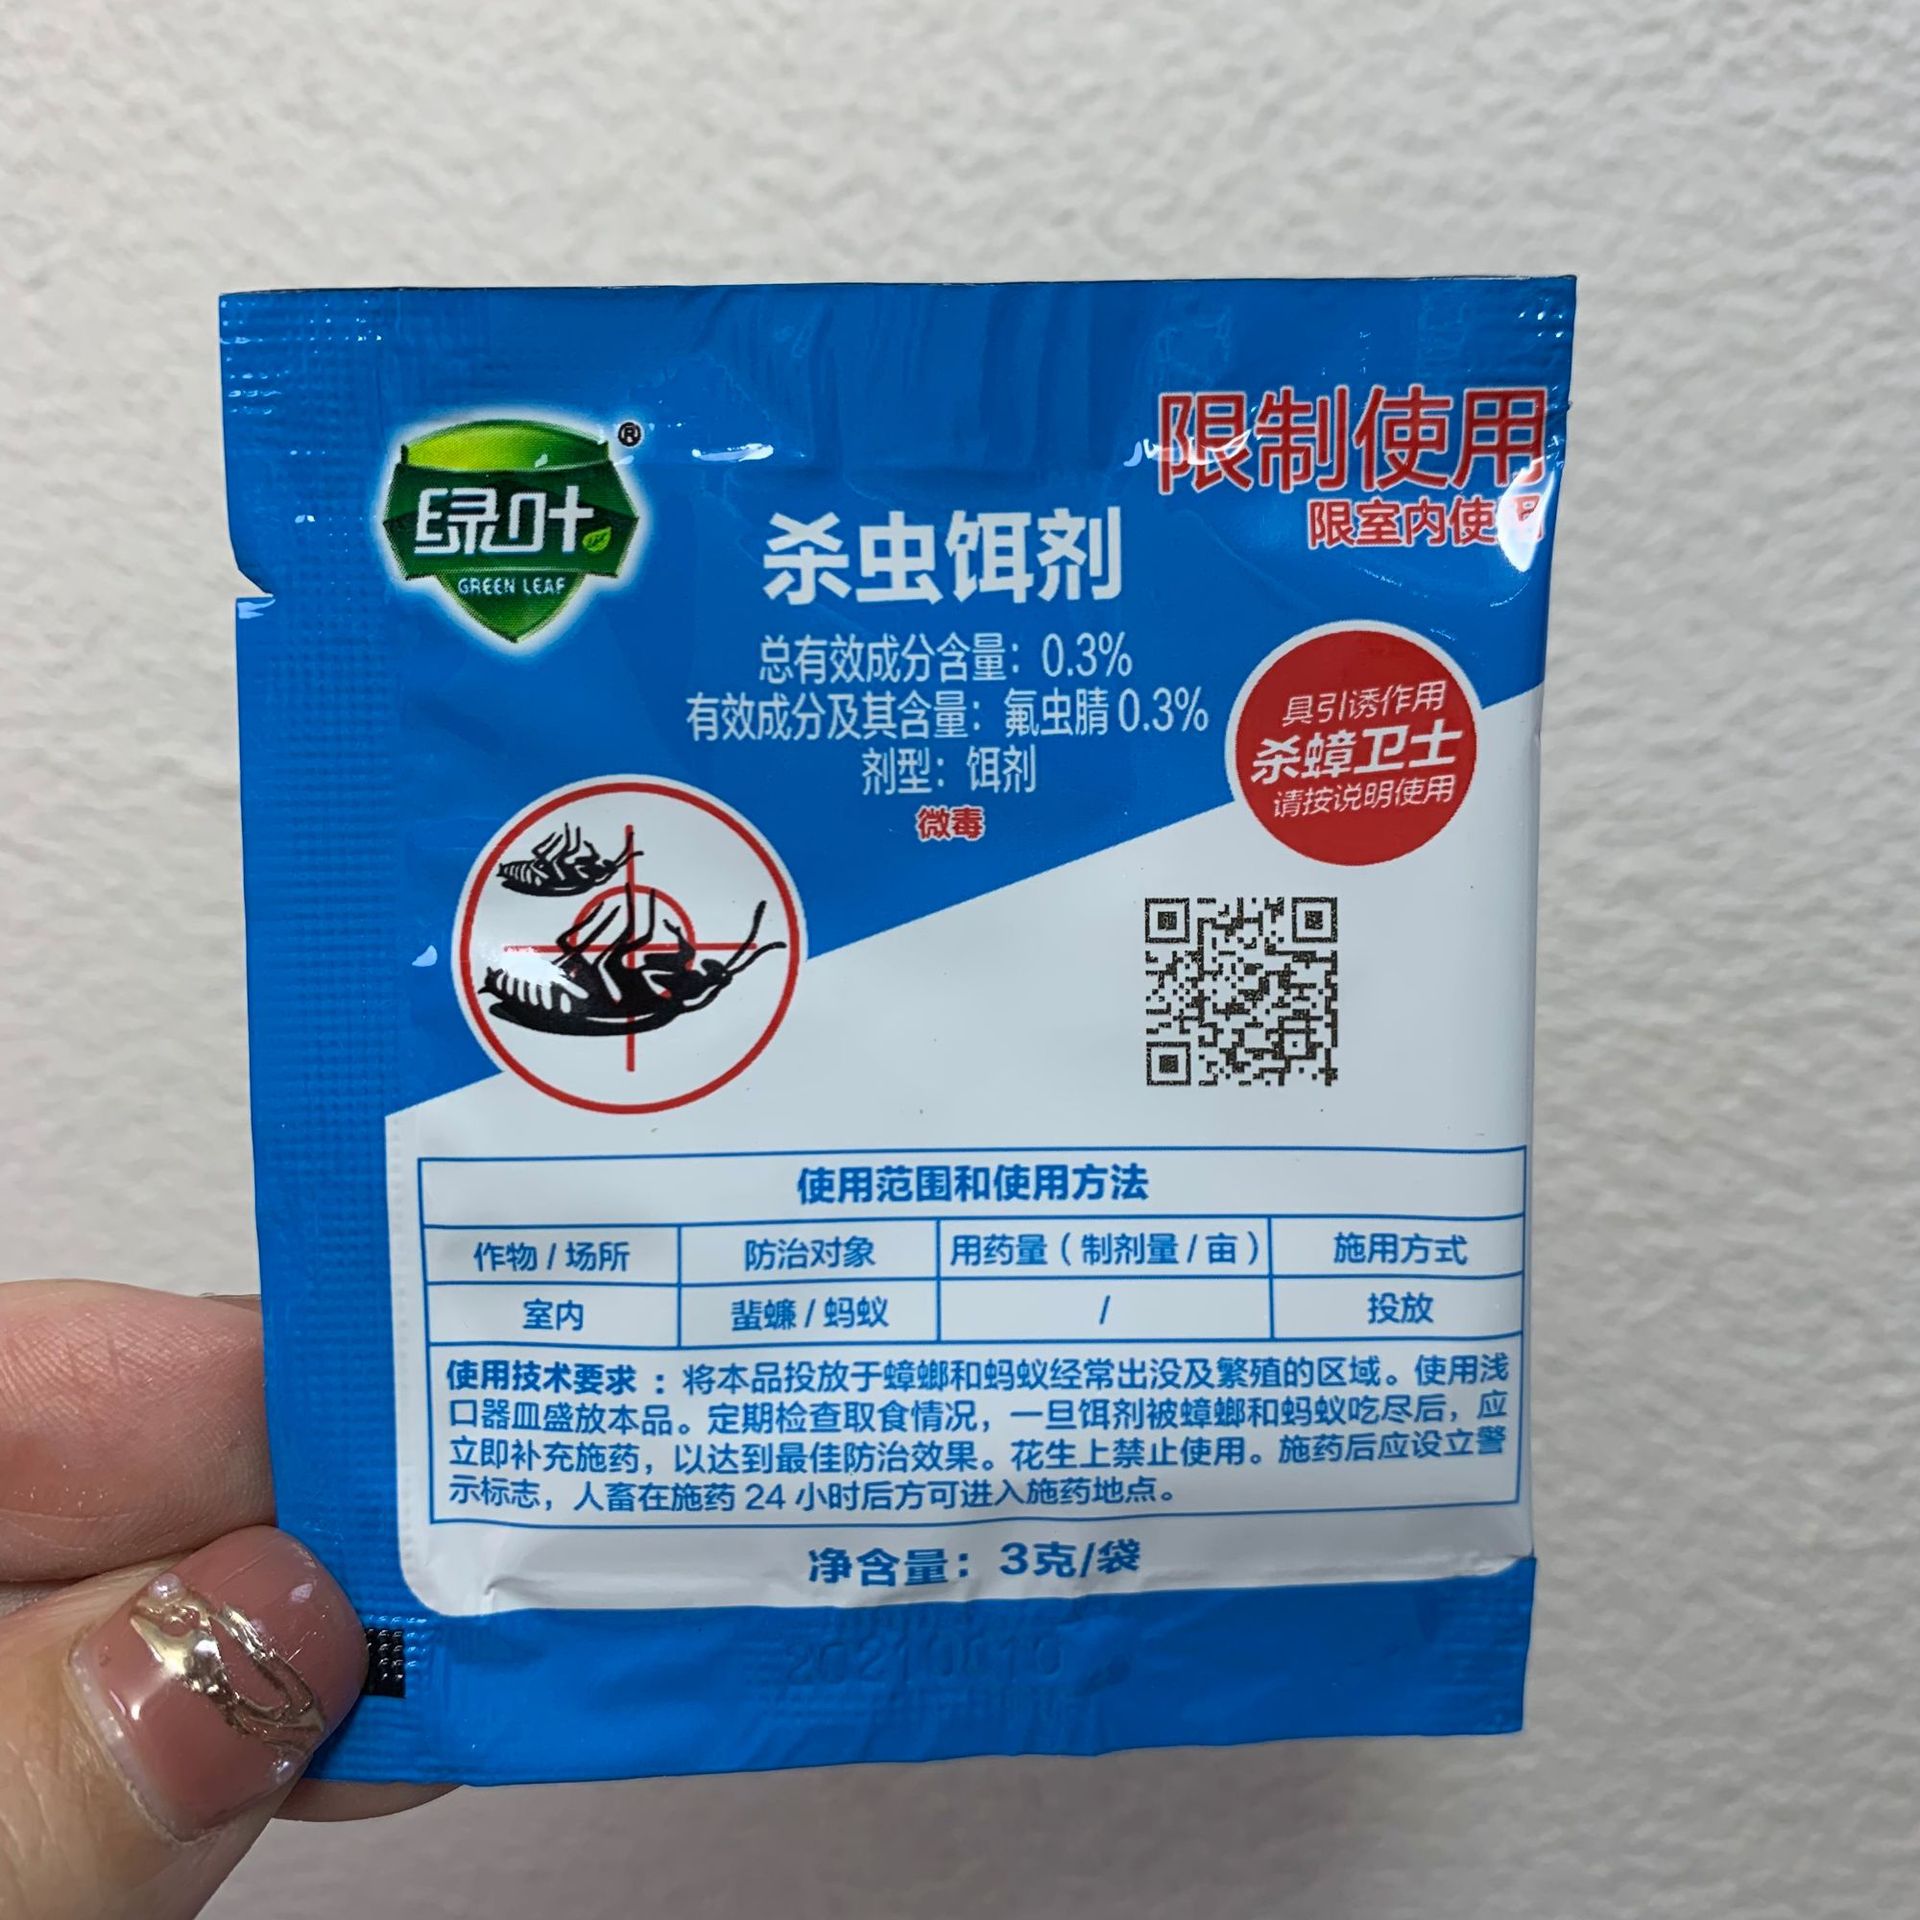 限制使用
限室内使用
绿叶
®
GREEN LEAF
杀虫饵剂
总有效成分含量：0.3%
有效成分及其含量：氟虫腈 0.3%
剂型：饵剂
微毒
具引诱作用
杀蟑卫士
请按说明使用
使用范围和使用方法
作物 / 场所 防治对象 用药量（制剂量 / 亩） 施用方式
室内 蜚蠊 / 蚂蚁 / 投放
使用技术要求：将本品投放于蟑螂和蚂蚁经常出没及繁殖的区域。使用浅
口器皿盛放本品。定期检查取食情况，一旦饵剂被蟑螂和蚂蚁吃尽后，应
立即补充施药，以达到最佳防治效果。花生上禁止使用。施药后应设立警
示标志，人畜在施药 24 小时后方可进入施药地点。
净含量：3克/袋